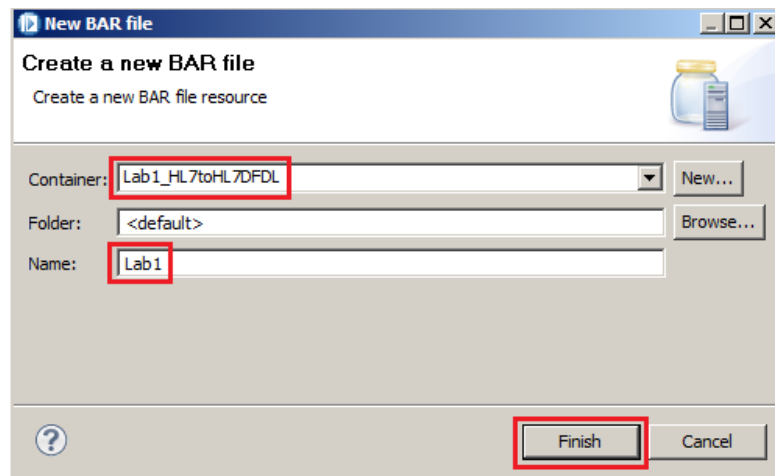 New BAR file
Create a new BAR file
Create a new BAR file resource
Container: Lab1_HL7toHL7DFDL New...
Folder: <default> Browse...
Name: Lab1
Finish Cancel